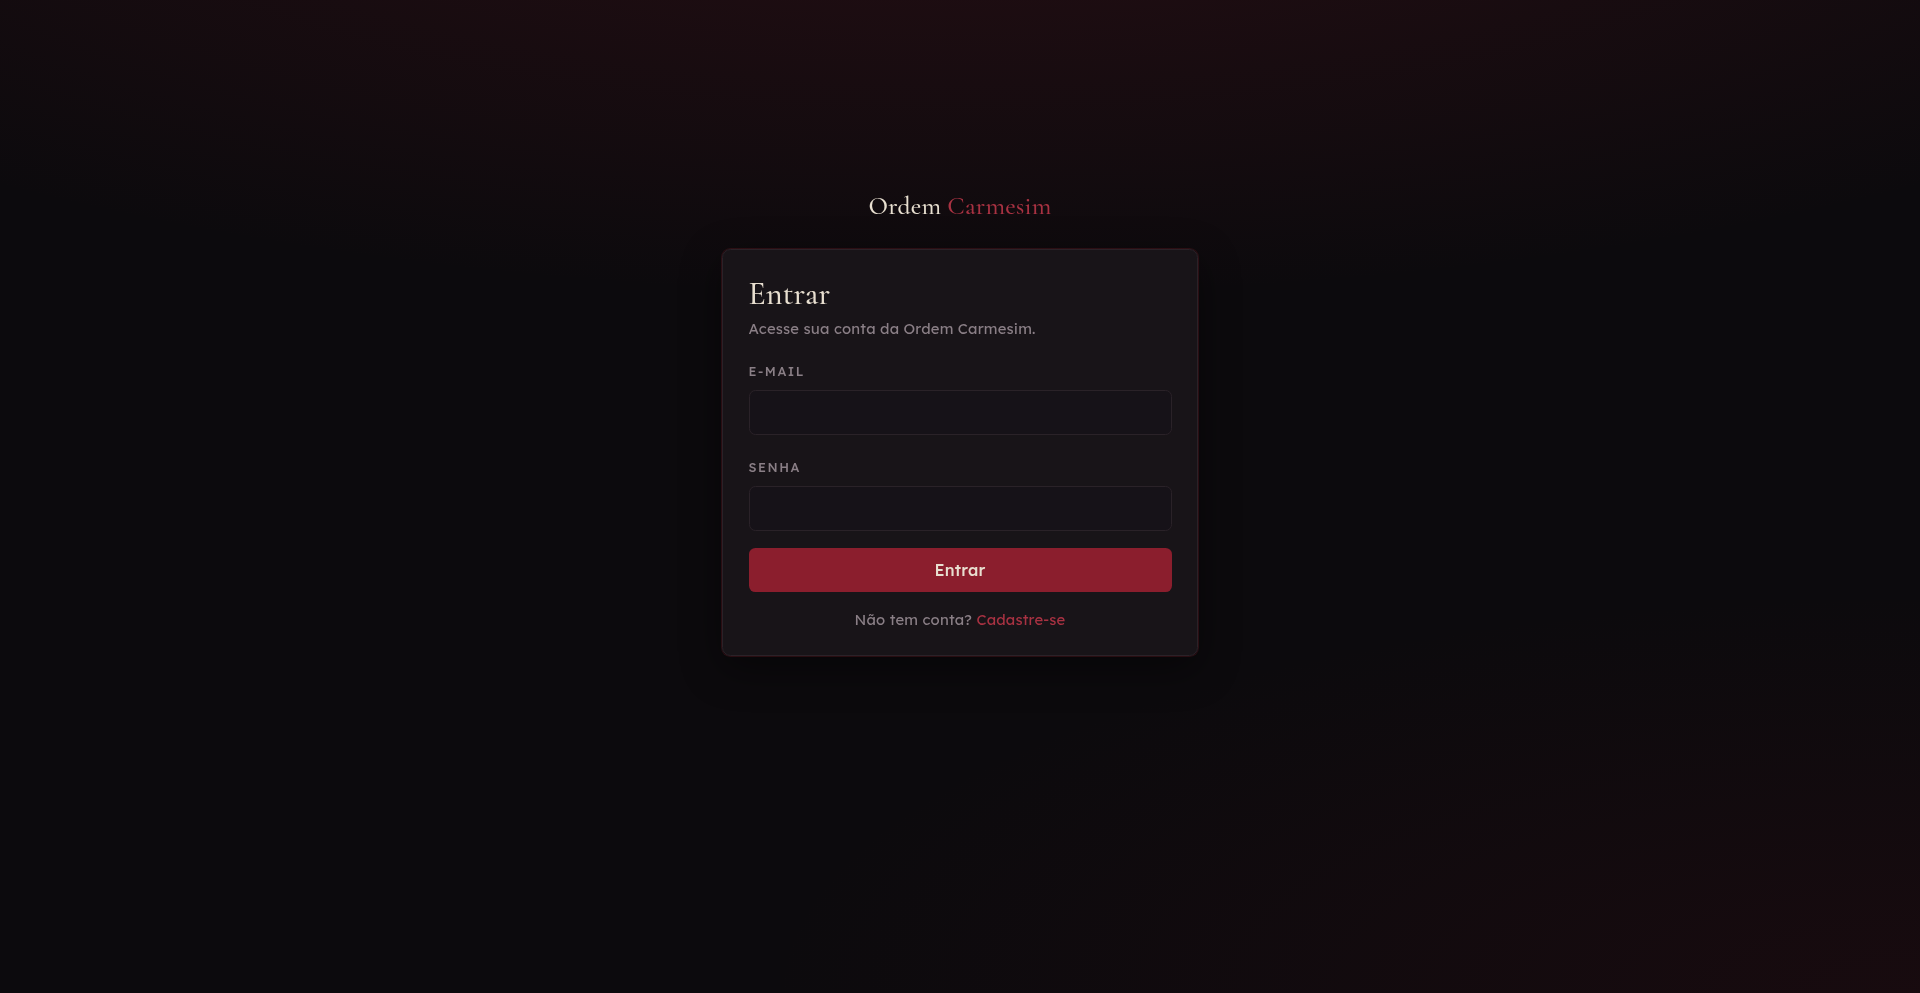 Ordem Carmesim
Entrar
Acesse sua conta da Ordem Carmesim.
E-MAIL
SENHA
Entrar
Não tem conta? Cadastre-se